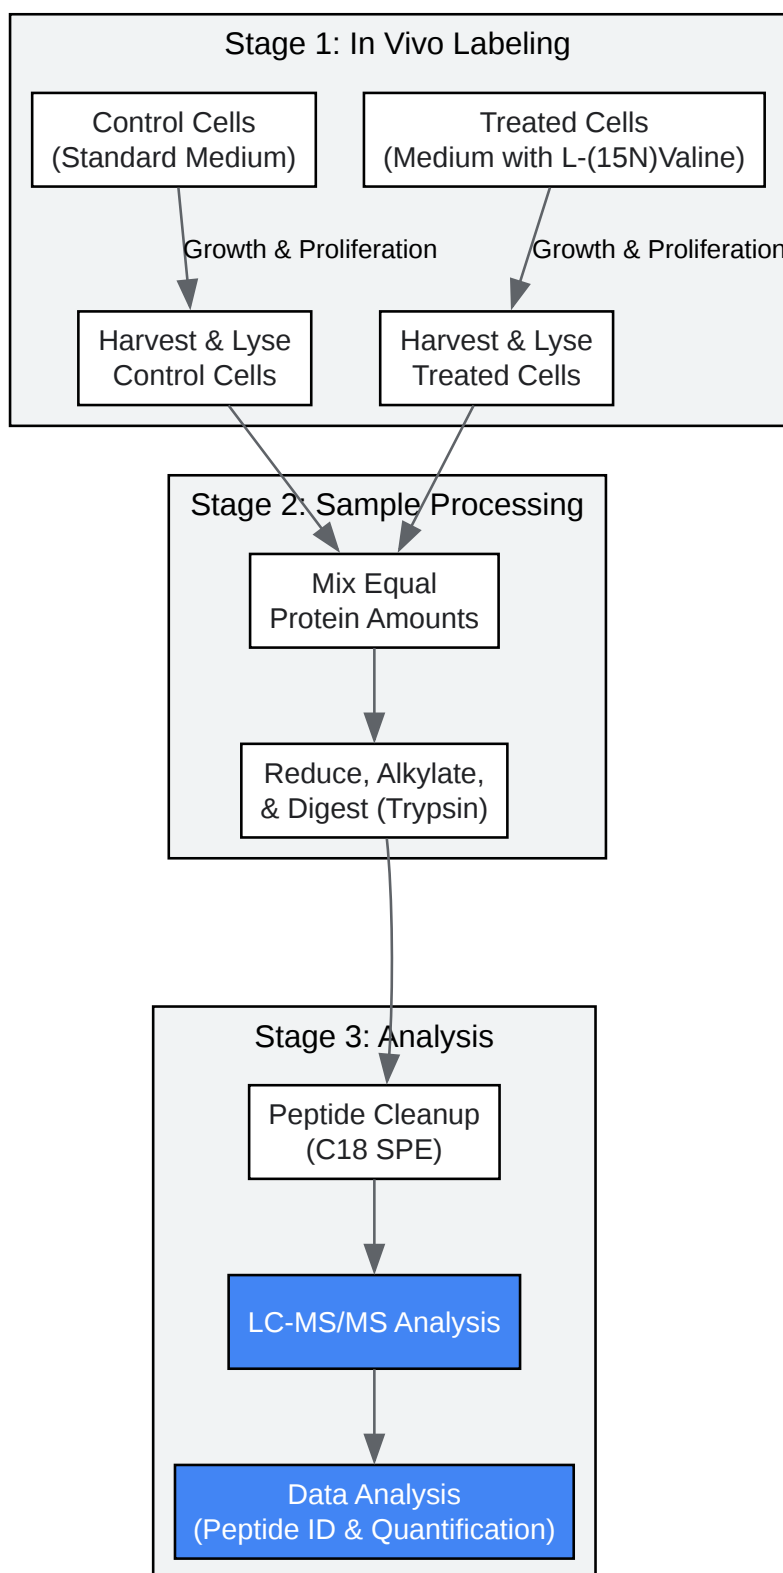 Stage 1: In Vivo Labeling
Control Cells
(Standard Medium)
Treated Cells
(Medium with L-(15N)Valine)
Growth & Proliferation
Growth & Proliferation
Harvest & Lyse
Control Cells
Harvest & Lyse
Treated Cells
Stage 2: Sample Processing
Mix Equal
Protein Amounts
Reduce, Alkylate,
& Digest (Trypsin)
Stage 3: Analysis
Peptide Cleanup
(C18 SPE)
LC-MS/MS Analysis
Data Analysis
(Peptide ID & Quantification)